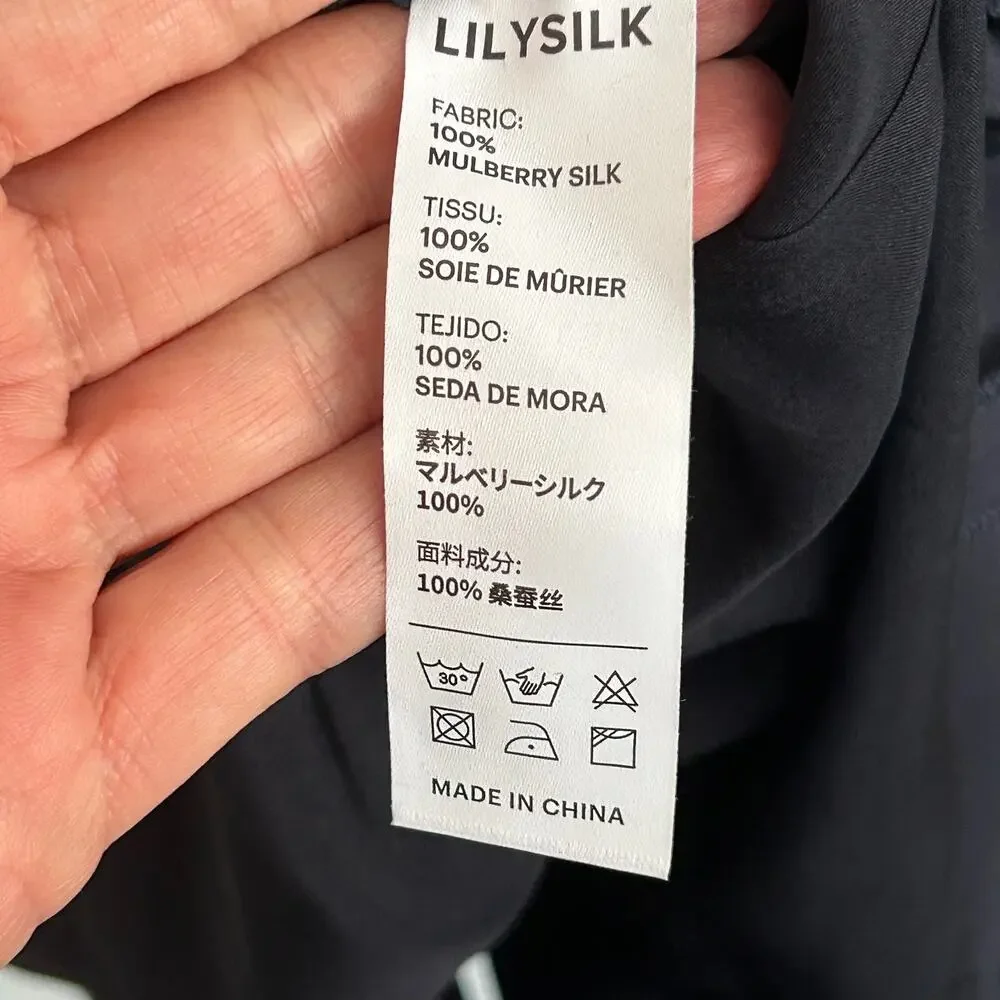 LILYSILK
FABRIC:
100%
MULBERRY SILK
TISSU:
100%
SOIE DE MÛRIER
TEJIDO:
100%
SEDA DE MORA
素材:
マルベリーシルク
100%
面料成分:
100% 桑蚕丝
30°
MADE IN CHINA